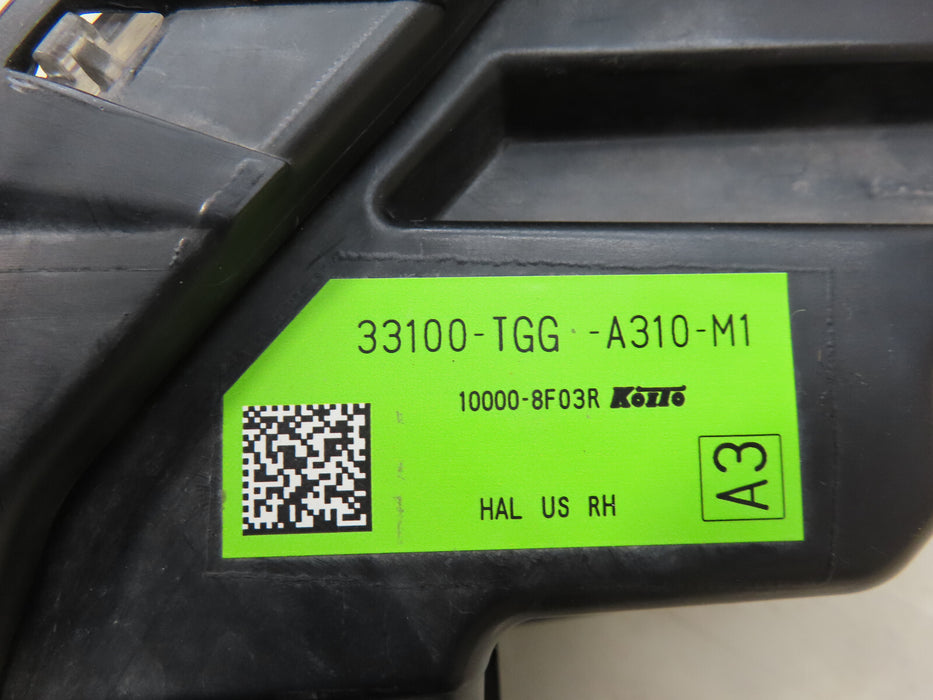 33100-TGG -A310-M1
10000-8F03R KOITO
HAL US RH
A3